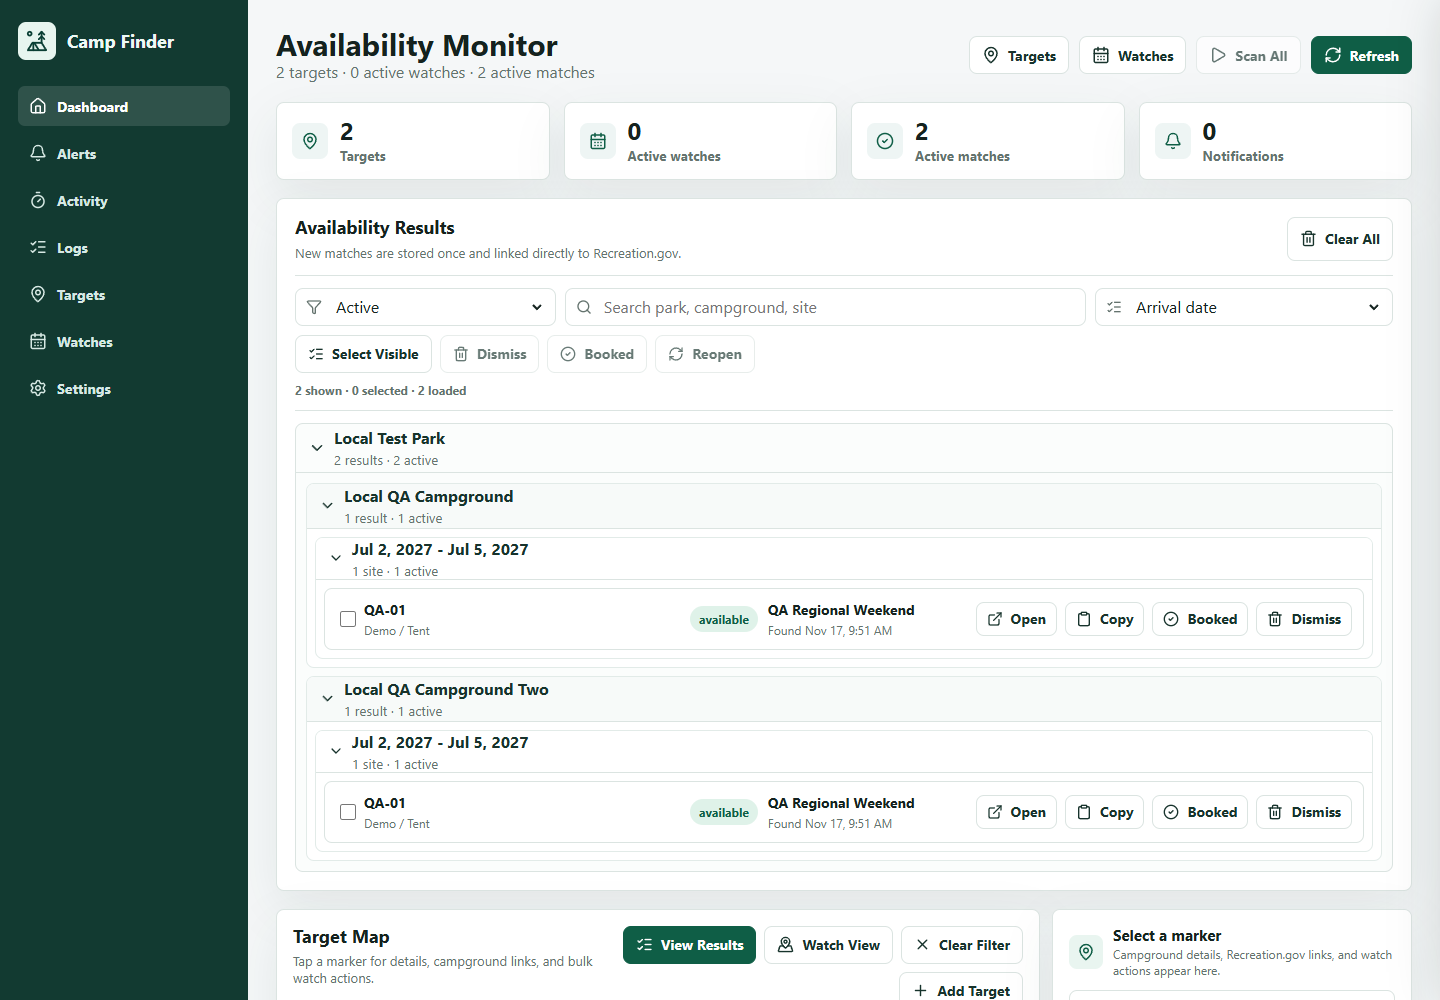 Camp Finder
Dashboard
Alerts
Activity
Logs
Targets
Watches
Settings
Availability Monitor
2 targets · 0 active watches · 2 active matches
Targets
Watches
Scan All
Refresh
2
Targets
0
Active watches
2
Active matches
0
Notifications
Availability Results
New matches are stored once and linked directly to Recreation.gov.
Clear All
Active
Search park, campground, site
Arrival date
Select Visible
Dismiss
Booked
Reopen
2 shown · 0 selected · 2 loaded
Local Test Park
2 results · 2 active
Local QA Campground
1 result · 1 active
Jul 2, 2027 - Jul 5, 2027
1 site · 1 active
QA-01
Demo / Tent
available
QA Regional Weekend
Found Nov 17, 9:51 AM
Open
Copy
Booked
Dismiss
Local QA Campground Two
1 result · 1 active
Jul 2, 2027 - Jul 5, 2027
1 site · 1 active
QA-01
Demo / Tent
available
QA Regional Weekend
Found Nov 17, 9:51 AM
Open
Copy
Booked
Dismiss
Target Map
Tap a marker for details, campground links, and bulk
watch actions.
View Results
Watch View
Clear Filter
Add Target
Select a marker
Campground details, Recreation.gov links, and watch
actions appear here.